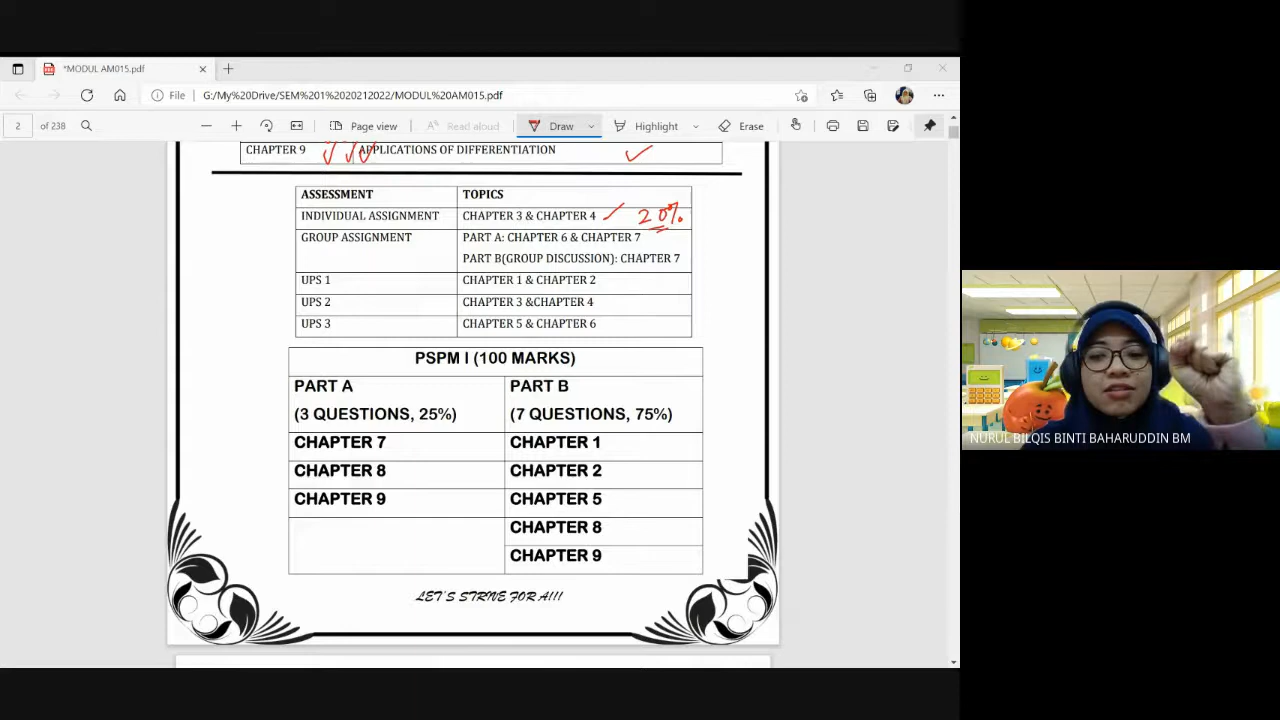 *MODUL AM015.pdf
File G:/My%20Drive/SEM%201%2020212022/MODUL%20AM015.pdf
2 of 238 Page view Read aloud Draw Highlight Erase
CHAPTER 9 APPLICATIONS OF DIFFERENTIATION
ASSESSMENT TOPICS
INDIVIDUAL ASSIGNMENT CHAPTER 3 & CHAPTER 4 20%
GROUP ASSIGNMENT PART A: CHAPTER 6 & CHAPTER 7
PART B(GROUP DISCUSSION): CHAPTER 7
UPS 1 CHAPTER 1 & CHAPTER 2
UPS 2 CHAPTER 3 &CHAPTER 4
UPS 3 CHAPTER 5 & CHAPTER 6
PSPM I (100 MARKS)
PART A PART B
(3 QUESTIONS, 25%) (7 QUESTIONS, 75%)
CHAPTER 7 CHAPTER 1
CHAPTER 8 CHAPTER 2
CHAPTER 9 CHAPTER 5
CHAPTER 8
CHAPTER 9
LET'S STRIVE FOR A!!!
NURUL BILQIS BINTI BAHARUDDIN BM